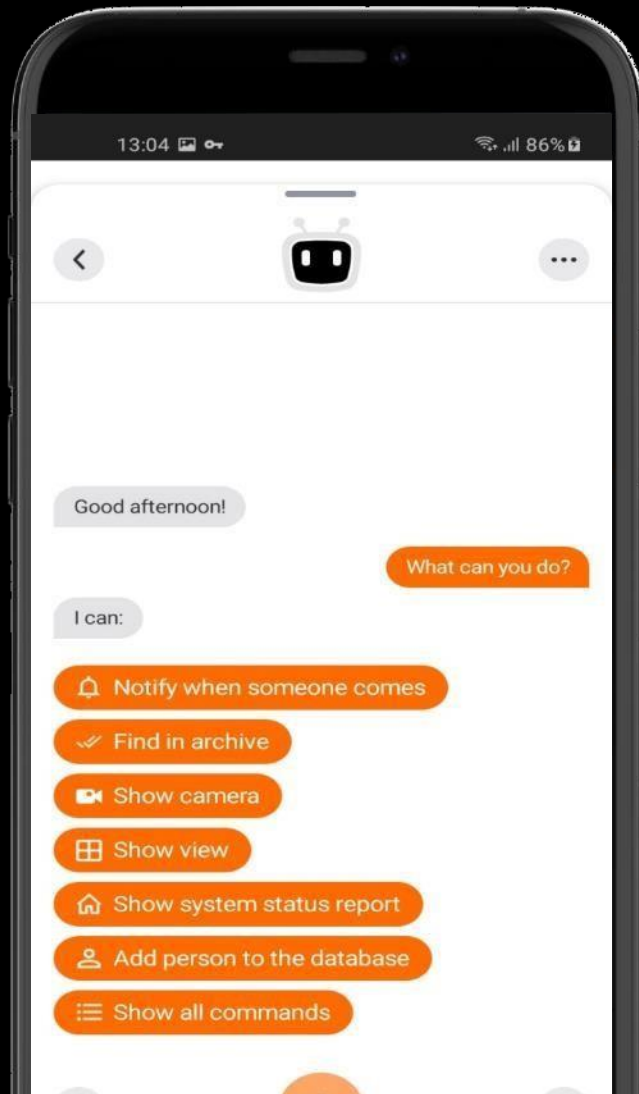 13:04 86%
Good afternoon!
What can you do?
I can:
Notify when someone comes
Find in archive
Show camera
Show view
Show system status report
Add person to the database
Show all commands